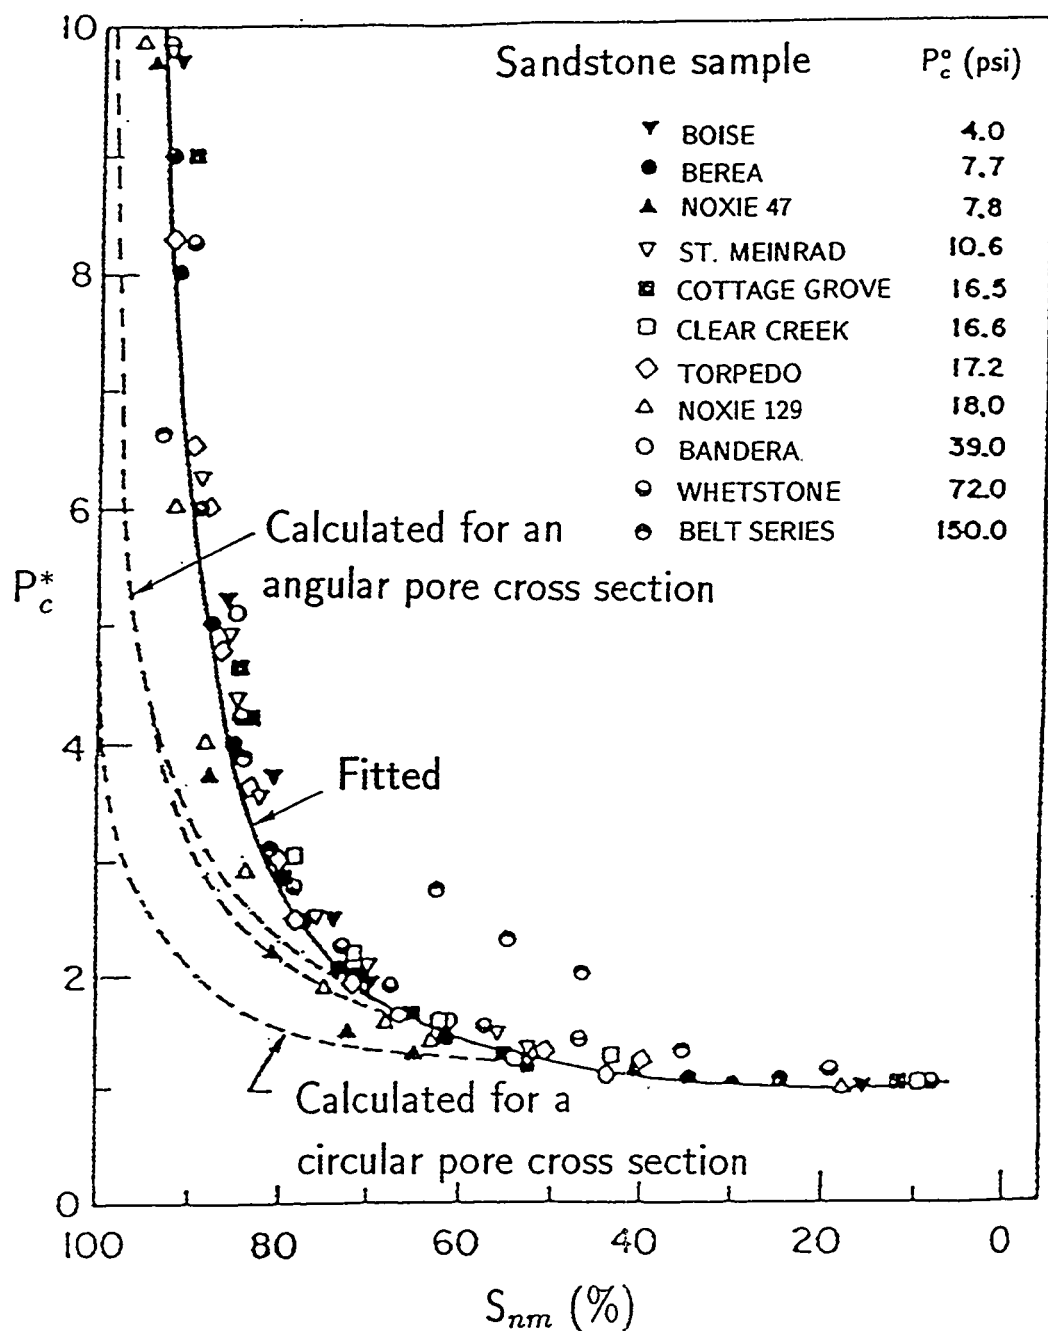 Sandstone sample P_c^o (psi)
BOISE 4.0
BEREA 7.7
NOXIE 47 7.8
ST. MEINRAD 10.6
COTTAGE GROVE 16.5
CLEAR CREEK 16.6
TORPEDO 17.2
NOXIE 129 18.0
BANDERA. 39.0
WHETSTONE 72.0
BELT SERIES 150.0
10
8
6
4
2
0
P_c^*
Calculated for an
angular pore cross section
Fitted
Calculated for a
circular pore cross section
100 80 60 40 20 0
S_nm (%)